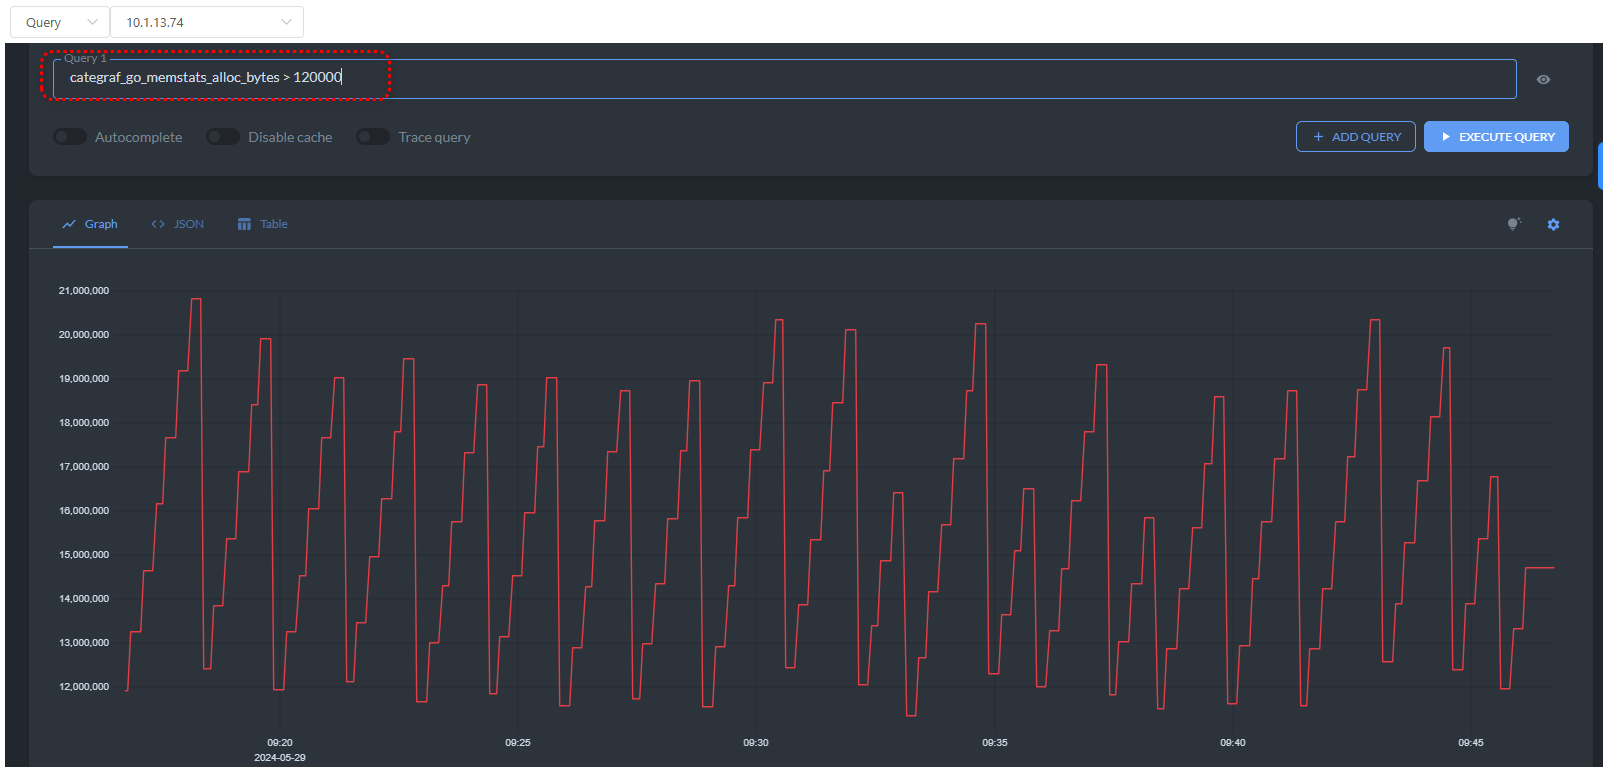 Query 10.1.13.74
Query 1
categraf_go_memstats_alloc_bytes > 120000
Autocomplete Disable cache Trace query ADD QUERY EXECUTE QUERY
Graph JSON Table
21,000,000
20,000,000
19,000,000
18,000,000
17,000,000
16,000,000
15,000,000
14,000,000
13,000,000
12,000,000
09:20 09:25 09:30 09:35 09:40 09:45
2024-05-29